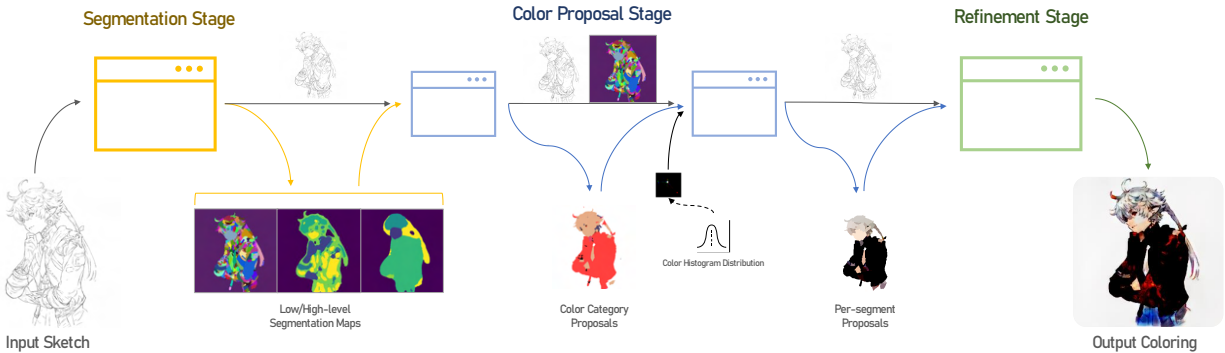 Segmentation Stage
Color Proposal Stage
Refinement Stage
Color Histogram Distribution
Low/High-level
Segmentation Maps
Color Category
Proposals
Per-segment
Proposals
Input Sketch
Output Coloring